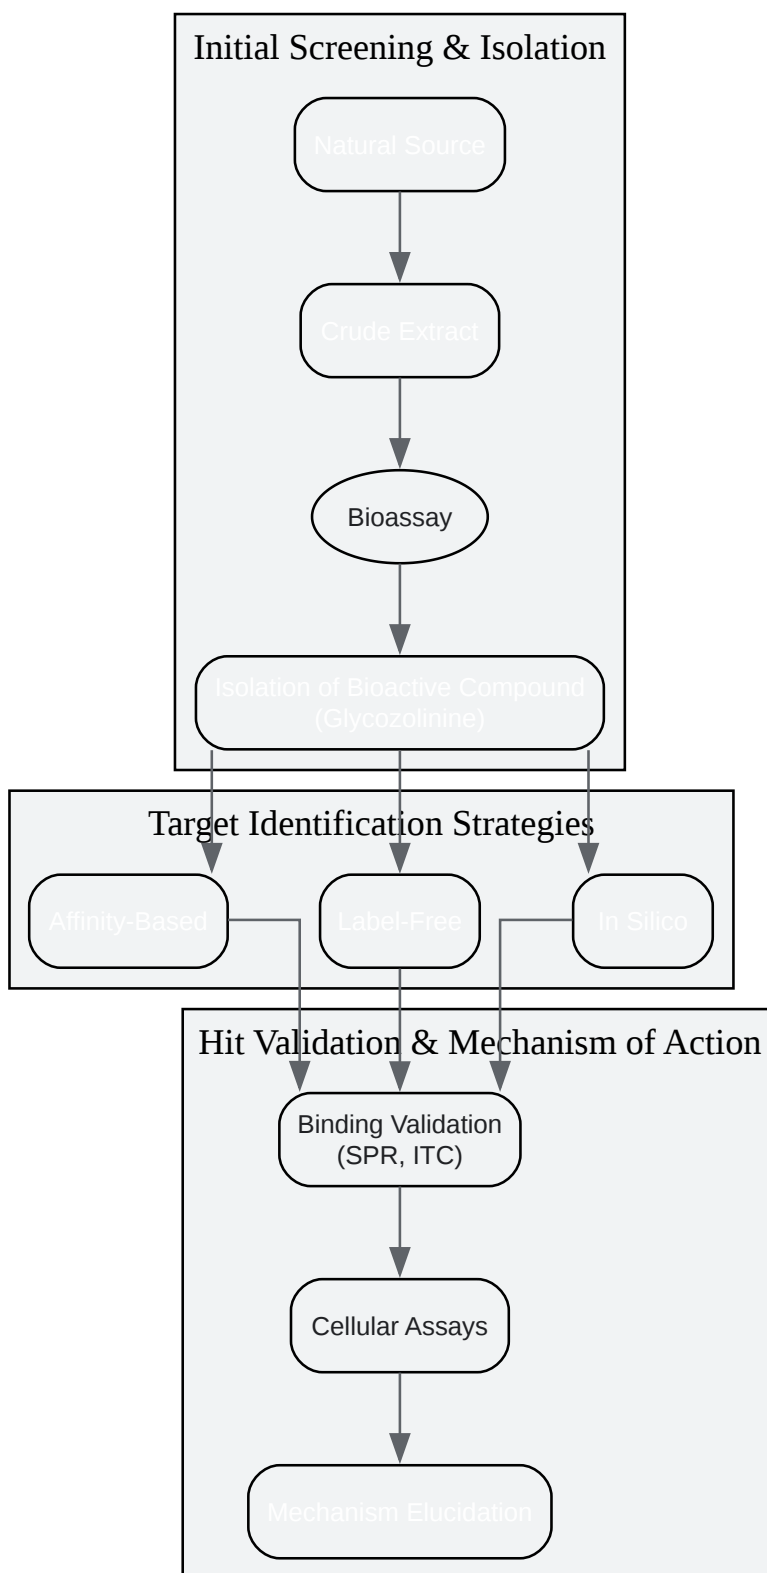 Initial Screening & Isolation
Natural Source
Crude Extract
Bioassay
Isolation of Bioactive Compound
(Glycozolinine)
Target Identification Strategies
Affinity-Based
Label-Free
In Silico
Hit Validation & Mechanism of Action
Binding Validation
(SPR, ITC)
Cellular Assays
Mechanism Elucidation